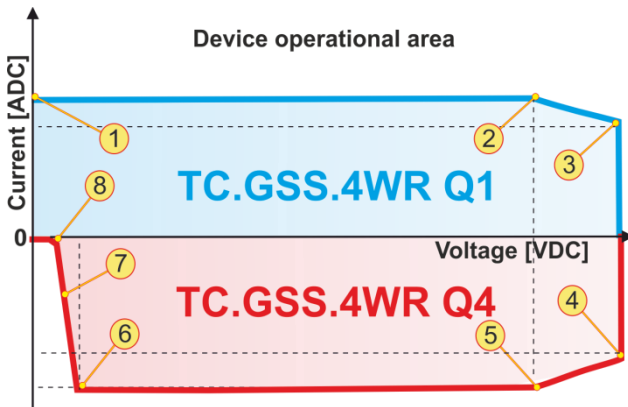 Device operational area
Current [ADC]
1
2
3
8
TC.GSS.4WR Q1
0
Voltage [VDC]
7
TC.GSS.4WR Q4
4
6
5